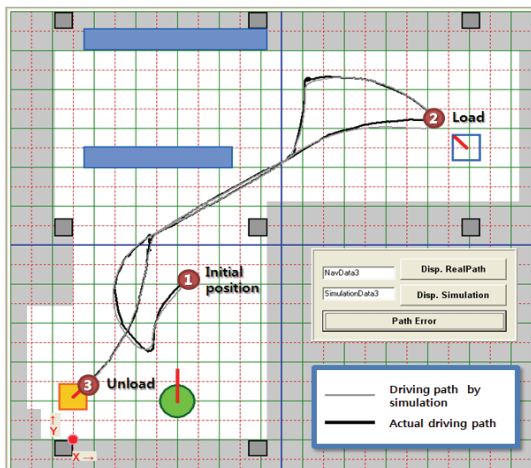 2 Load
1 Initial
position
NavData3
Disp. RealPath
SimulationData3
Disp. Simulation
Path Error
3 Unload
Driving path by
simulation
Actual driving path
Y →
X →